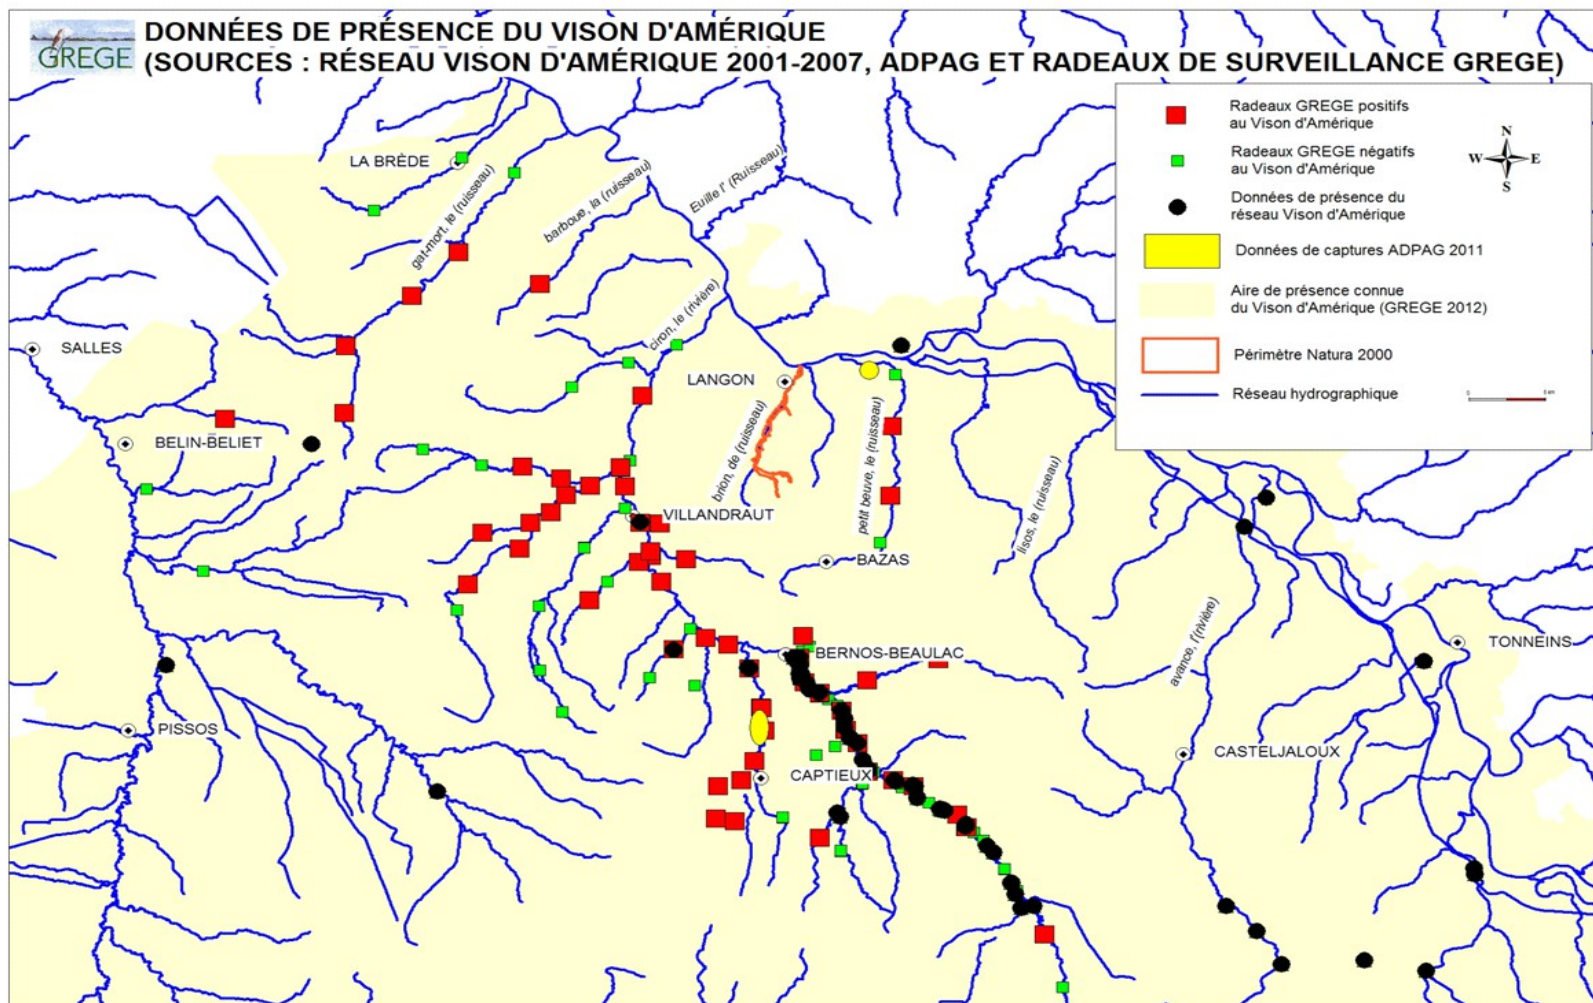 GREGE
DONNÉES DE PRÉSENCE DU VISON D'AMÉRIQUE
(SOURCES : RÉSEAU VISON D'AMÉRIQUE 2001-2007, ADPAG ET RADEAUX DE SURVEILLANCE GREGE)
Radeaux GREGE positifs
au Vison d'Amérique
Radeaux GREGE négatifs
au Vison d'Amérique
Données de présence du
réseau Vison d'Amérique
Données de captures ADPAG 2011
Aire de présence connue
du Vison d'Amérique (GREGE 2012)
Périmètre Natura 2000
Réseau hydrographique
N
W
E
S
0
5 km
LA BRÈDE
gat-mort, le (ruisseau)
barboue, la (ruisseau)
Euille l' (Ruisseau)
ciron, le (rivière)
SALLES
LANGON
BELIN-BÉLIET
brion, de (ruisseau)
petit beuve, le (ruisseau)
lisos, le (ruisseau)
VILLANDRAUT
BAZAS
avance, l'(rivière)
TONNEINS
BERNOS-BEAULAC
PISSOS
CASTELJALOUX
CAPTIEUX